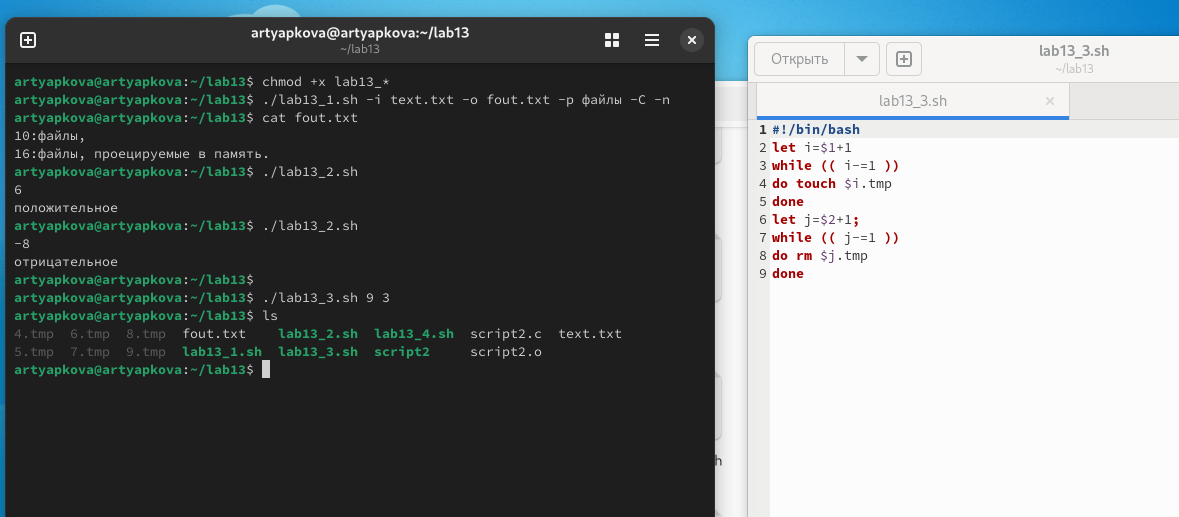 artyapkova@artyapkova:~/lab13
~/lab13
artyapkova@artyapkova:~/lab13$ chmod +x lab13_*
artyapkova@artyapkova:~/lab13$ ./lab13_1.sh -i text.txt -o fout.txt -p файлы -C -n
artyapkova@artyapkova:~/lab13$ cat fout.txt
10:файлы,
16:файлы, проецируемые в память.
artyapkova@artyapkova:~/lab13$ ./lab13_2.sh
6
положительное
artyapkova@artyapkova:~/lab13$ ./lab13_2.sh
-8
отрицательное
artyapkova@artyapkova:~/lab13$
artyapkova@artyapkova:~/lab13$ ./lab13_3.sh 9 3
artyapkova@artyapkova:~/lab13$ ls
4.tmp  6.tmp  8.tmp  fout.txt    lab13_2.sh  lab13_4.sh  script2.c  text.txt
5.tmp  7.tmp  9.tmp  lab13_1.sh  lab13_3.sh  script2     script2.o
artyapkova@artyapkova:~/lab13$
h
Открыть
lab13_3.sh
~/lab13
lab13_3.sh
1 #!/bin/bash
2 let i=$1+1
3 while (( i-=1 ))
4 do touch $i.tmp
5 done
6 let j=$2+1;
7 while (( j-=1 ))
8 do rm $j.tmp
9 done